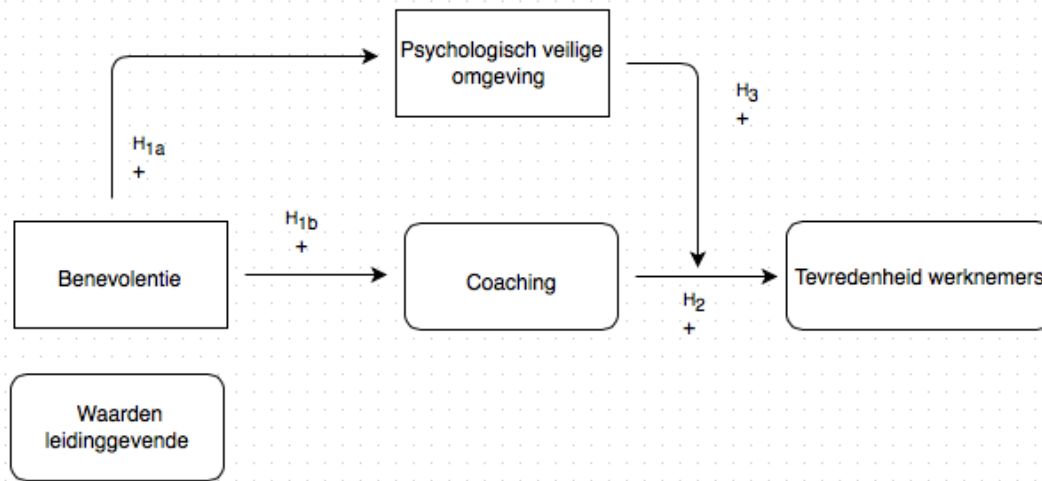 Psychologisch veilige
omgeving
H3
+
H1a
+
H1b
+
Benevolentie
Coaching
Tevredenheid werknemers
H2
+
Waarden
leidinggevende